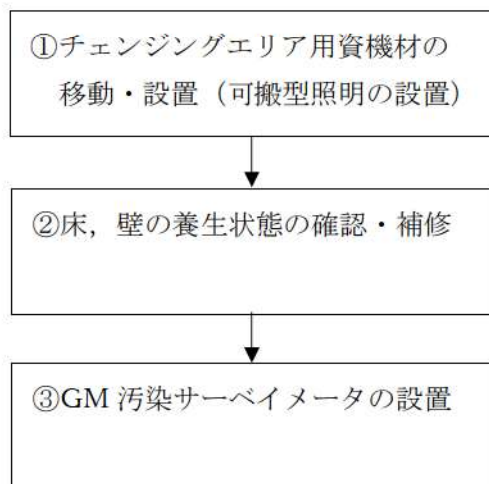 ①チェンジングエリア用資機材の
移動・設置（可搬型照明の設置）
②床，壁の養生状態の確認・補修
③GM 汚染サーベイメータの設置